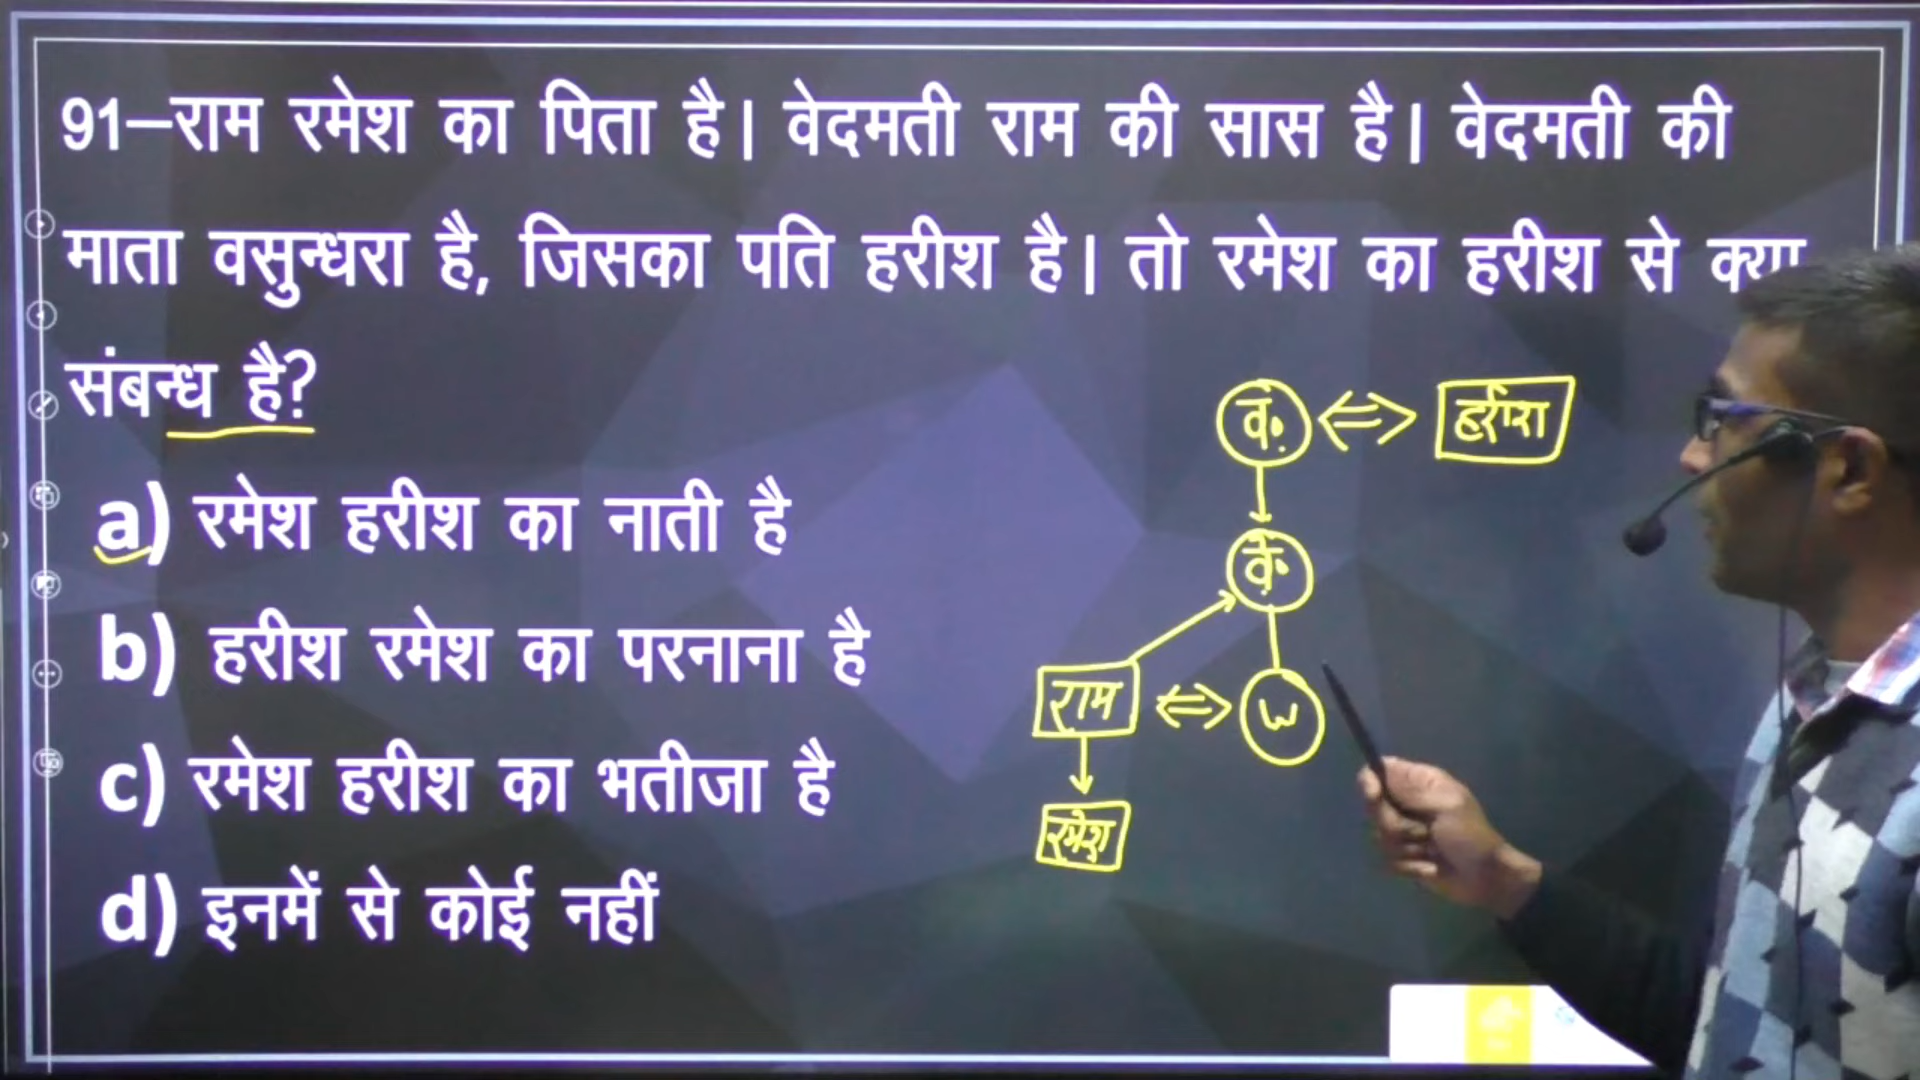 91–राम रमेश का पिता है। वेदमती राम की सास है। वेदमती की
माता वसुन्धरा है, जिसका पति हरीश है। तो रमेश का हरीश से क्या
संबन्ध है?
a) रमेश हरीश का नाती है
b) हरीश रमेश का परनाना है
c) रमेश हरीश का भतीजा है
d) इनमें से कोई नहीं
व.
हरीश
वे.
राम
W
रमेश